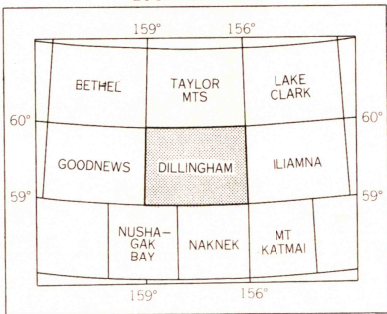 159° 156°
BETHEL
TAYLOR
MTS
LAKE
CLARK
60° 60°
GOODNEWS DILLINGHAM ILIAMNA
59° 59°
NUSHA-
GAK
BAY
NAKNEK
MT
KATMAI
159° 156°